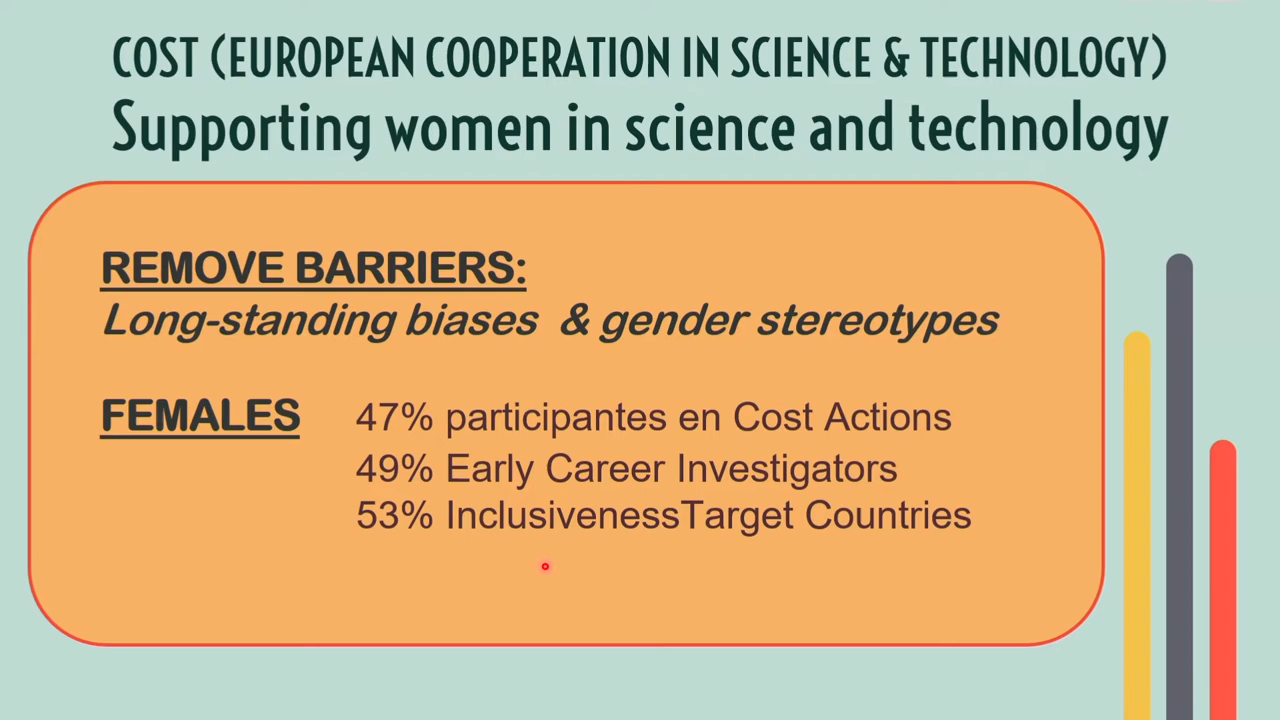 COST (EUROPEAN COOPERATION IN SCIENCE & TECHNOLOGY)
Supporting women in science and technology
REMOVE BARRIERS:
Long-standing biases & gender stereotypes
FEMALES 47% participantes en Cost Actions
49% Early Career Investigators
53% InclusivenessTarget Countries